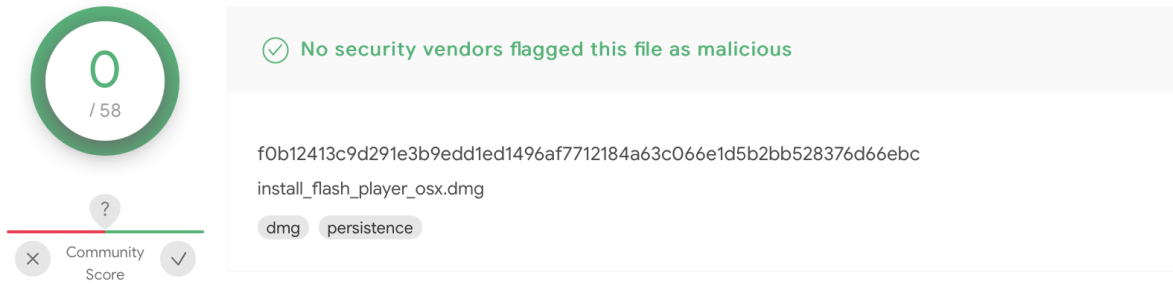 0
/ 58
?
Community
Score
No security vendors flagged this file as malicious
f0b12413c9d291e3b9edd1ed1496af7712184a63c066e1d5b2bb528376d66ebc
install_flash_player_osx.dmg
dmg persistence